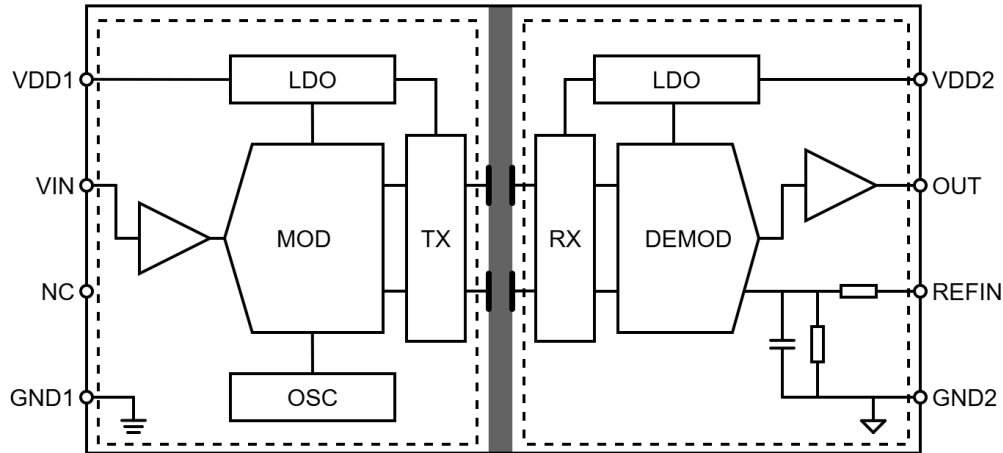 LDO
LDO
VDD1
VDD2
VIN
OUT
MOD
TX
RX
DEMOD
NC
REFIN
GND1
OSC
GND2